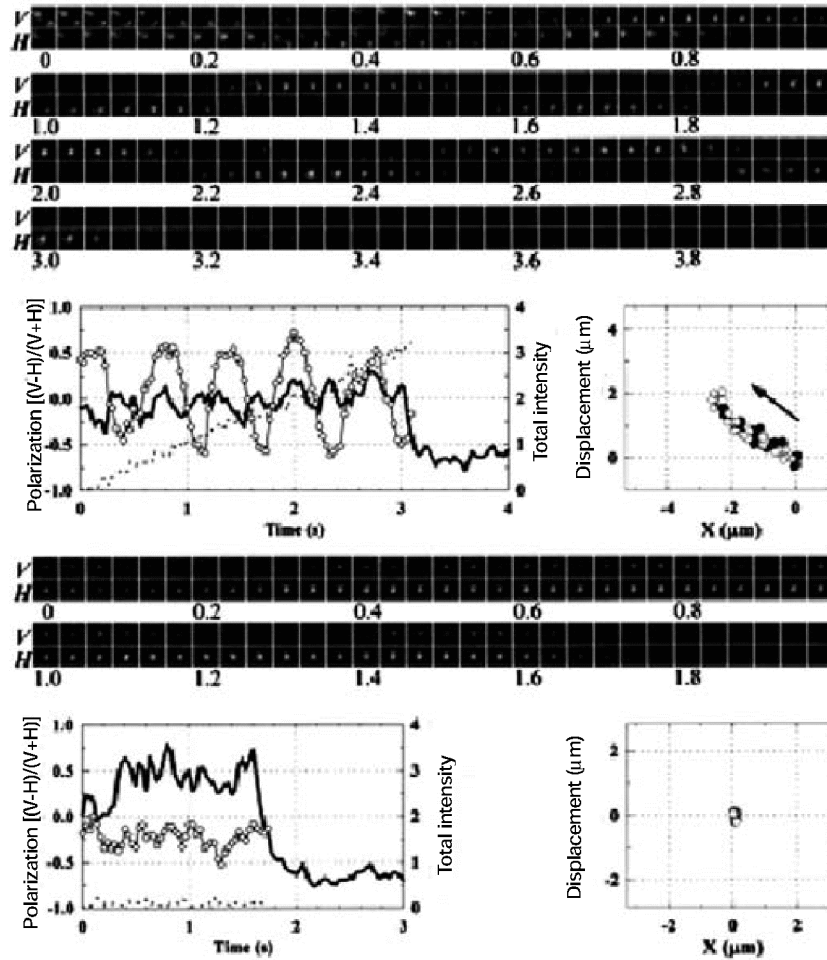 V
H
0 0.2 0.4 0.6 0.8
V
H
1.0 1.2 1.4 1.6 1.8
V
H
2.0 2.2 2.4 2.6 2.8
V
H
3.0 3.2 3.4 3.6 3.8
Polarization [(V-H)/(V+H)]
1.0
0.5
0.0
-0.5
-1.0
0 1 2 3 4
Time (s)
4
3
2
1
0
Total intensity
Displacement (μm)
4
2
0
-4 -2 0
X (μm)
V
H
0 0.2 0.4 0.6 0.8
V
H
1.0 1.2 1.4 1.6 1.8
Polarization [(V-H)/(V+H)]
1.0
0.5
0.0
-0.5
-1.0
0 1 2 3
Time (s)
4
3
2
1
0
Total intensity
Displacement (μm)
2
0
-2
-2 0 2
X (μm)